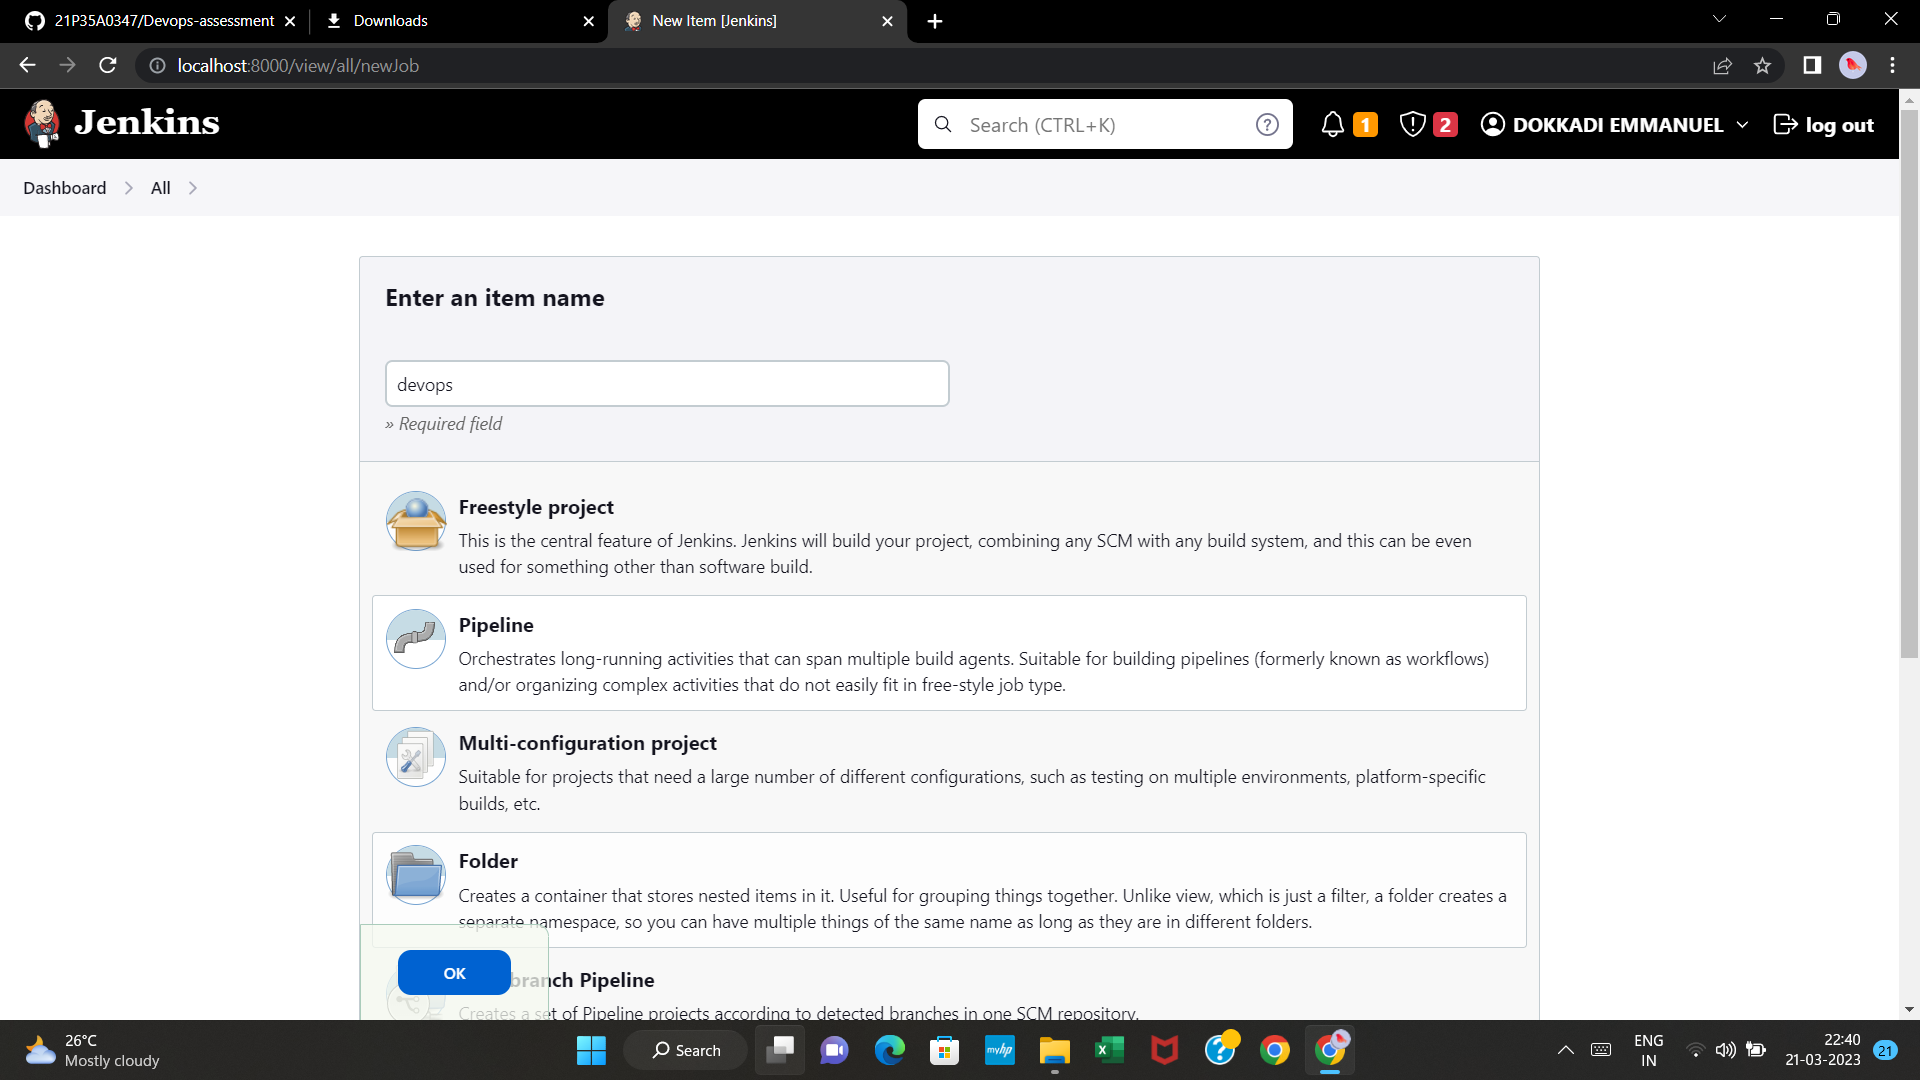 21P35A0347/Devops-assessment
Downloads
New Item [Jenkins]
localhost:8000/view/all/newJob
Jenkins
Search (CTRL+K)
1
2
DOKKADI EMMANUEL
log out
Dashboard
All
Enter an item name
devops
» Required field
Freestyle project
This is the central feature of Jenkins. Jenkins will build your project, combining any SCM with any build system, and this can be even
used for something other than software build.
Pipeline
Orchestrates long-running activities that can span multiple build agents. Suitable for building pipelines (formerly known as workflows)
and/or organizing complex activities that do not easily fit in free-style job type.
Multi-configuration project
Suitable for projects that need a large number of different configurations, such as testing on multiple environments, platform-specific
builds, etc.
Folder
Creates a container that stores nested items in it. Useful for grouping things together. Unlike view, which is just a filter, a folder creates a
separate namespace, so you can have multiple things of the same name as long as they are in different folders.
OK
branch Pipeline
Creates a set of Pipeline projects according to detected branches in one SCM repository.
26°C
Mostly cloudy
Search
myhp
ENG
IN
22:40
21-03-2023
21